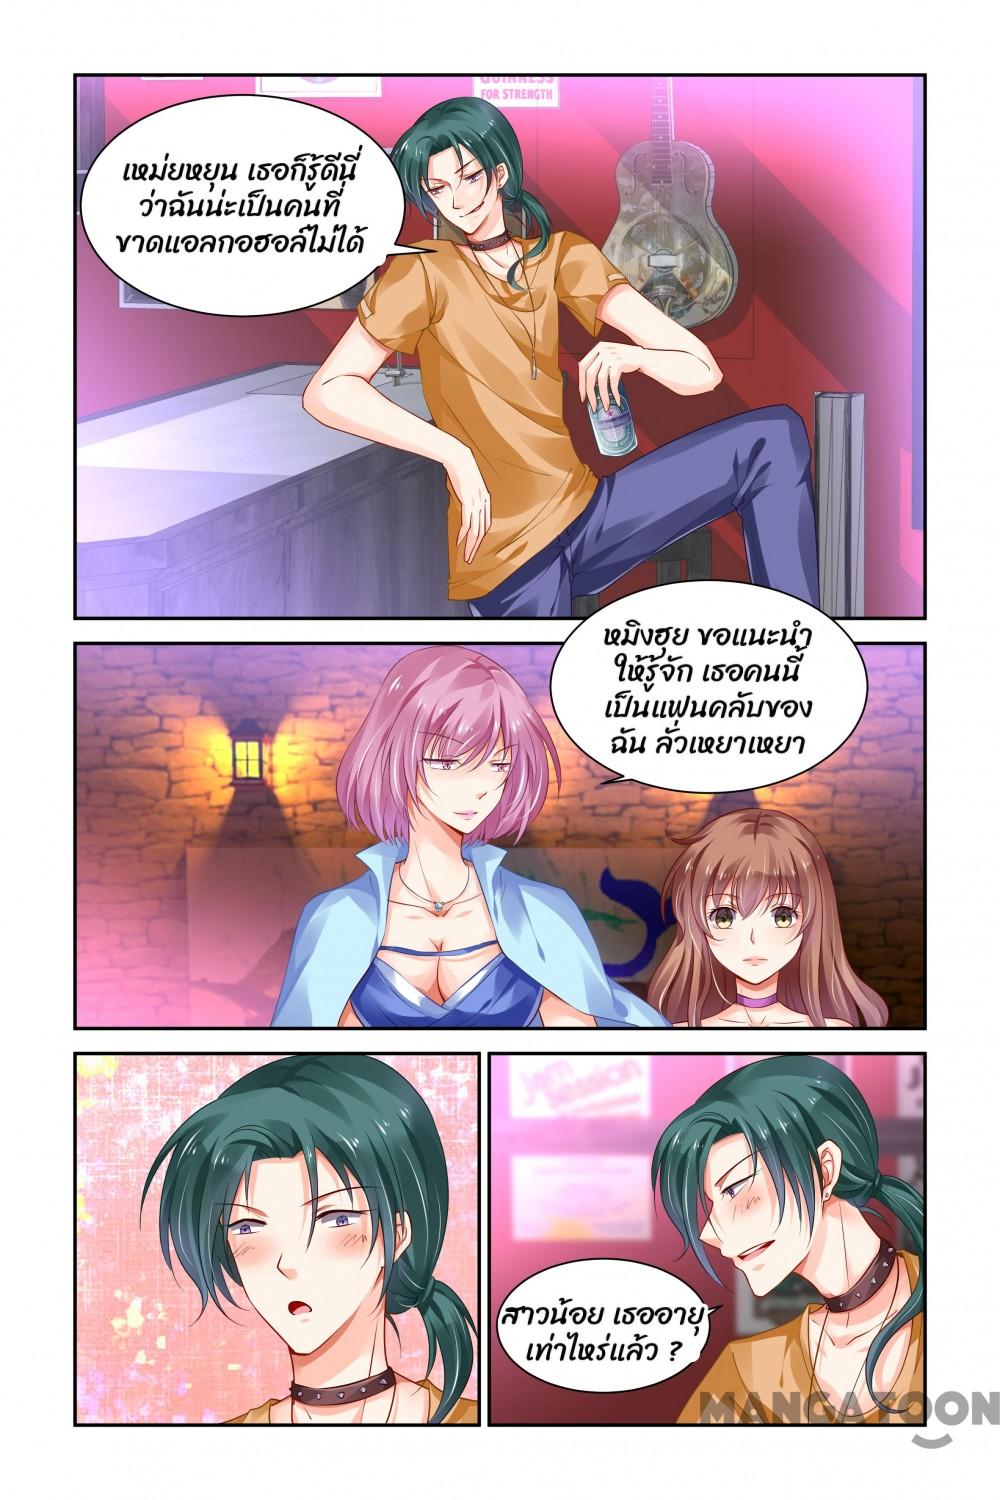 GUINNESS
FOR STRENGTH
เหม่ยหยุน เธอก็รู้ดีนี่
ว่าฉันน่ะเป็นคนที่
ขาดแอลกอฮอล์ไม่ได้
หมิงฮุย ขอแนะนำ
ให้รู้จัก เธอคนนี้
เป็นแฟนคลับของ
ฉัน ลั่วเหยาเหยา
Jam
session
สาวน้อย เธออายุ
เท่าไหร่แล้ว ?
MANGATOON